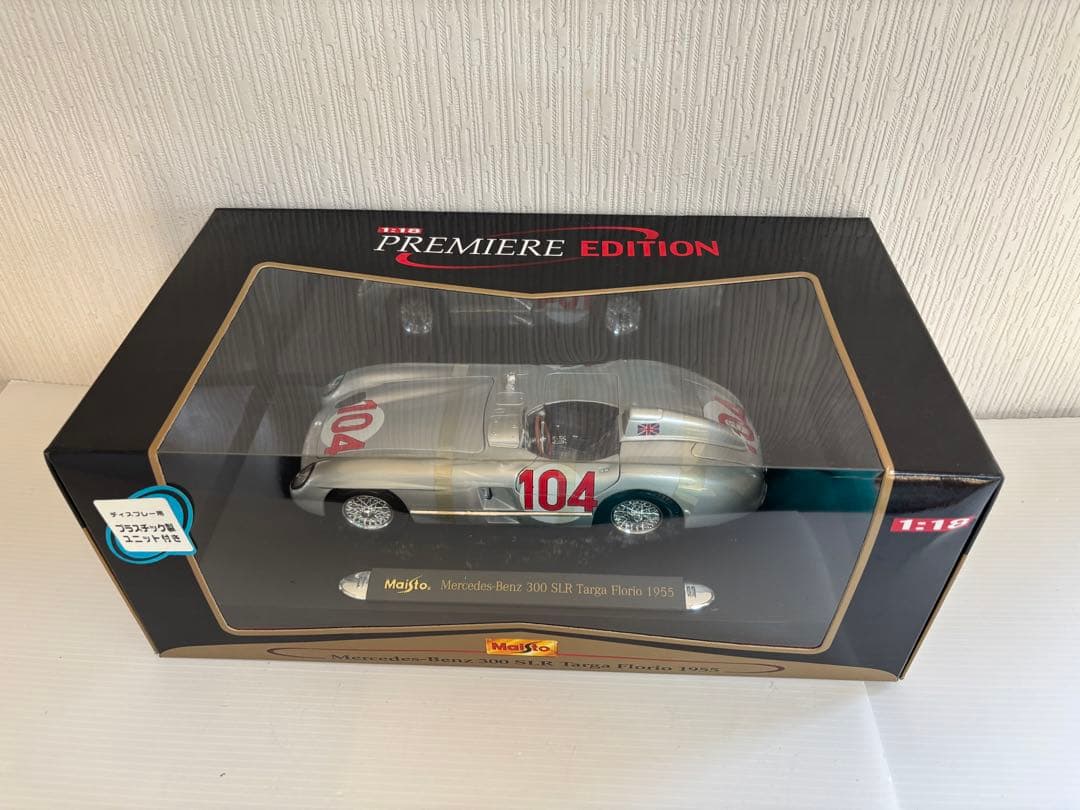 1:18
PREMIERE EDITION
104
104
104
ディスプレー用
プラスチック製
ユニット付き
1:18
Maisto. Mercedes-Benz 300 SLR Targa Florio 1955
Maisto
Mercedes-Benz 300 SLR Targa Florio 1955